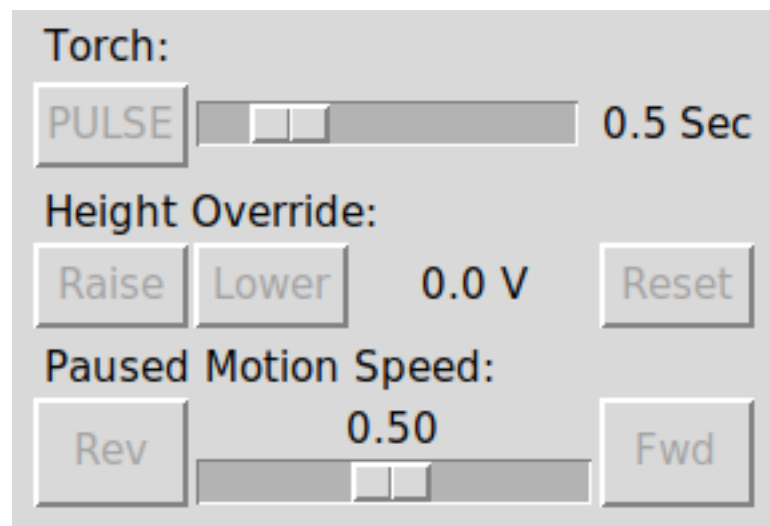 Torch:
PULSE 0.5 Sec
Height Override:
Raise Lower 0.0 V Reset
Paused Motion Speed:
0.50
Rev Fwd